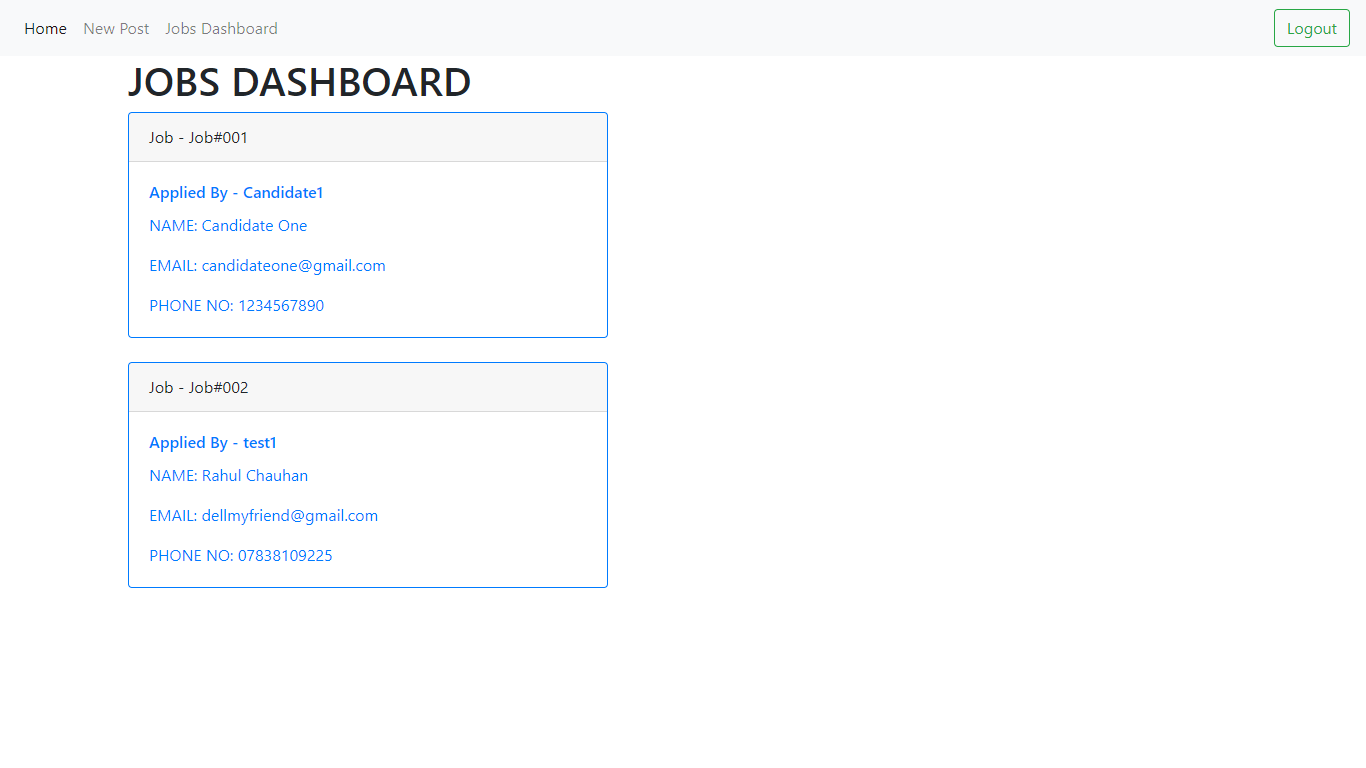 Home New Post Jobs Dashboard Logout
JOBS DASHBOARD
Job - Job#001
Applied By - Candidate1
NAME: Candidate One
EMAIL: candidateone@gmail.com
PHONE NO: 1234567890
Job - Job#002
Applied By - test1
NAME: Rahul Chauhan
EMAIL: dellmyfriend@gmail.com
PHONE NO: 07838109225